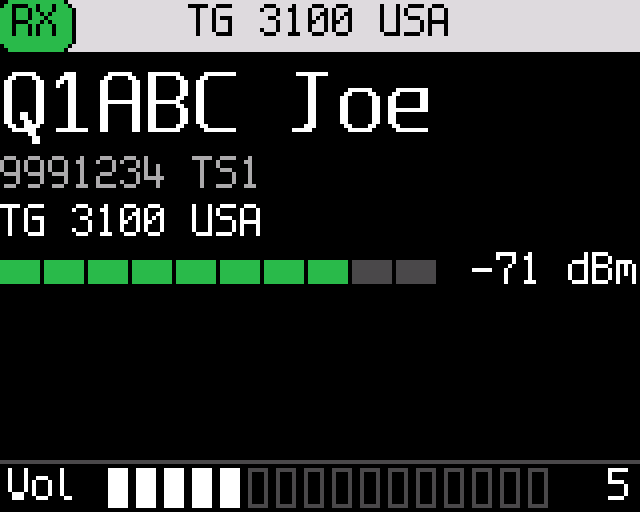 RX TG 3100 USA
Q1ABC Joe
9991234 TS1
TG 3100 USA
-71 dBm
Vol 5